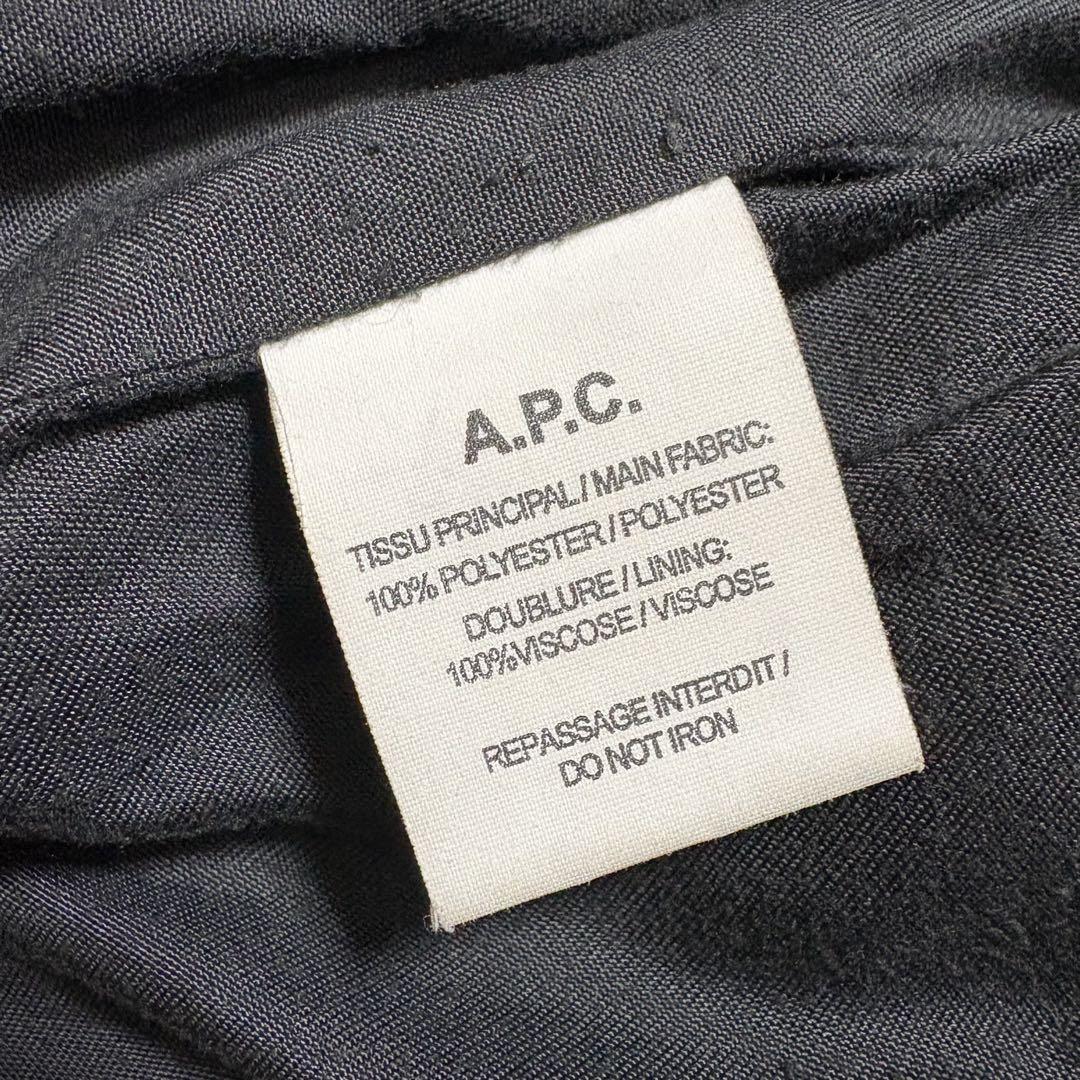 A.P.C.
TISSU PRINCIPAL / MAIN FABRIC:
100% POLYESTER / POLYESTER
DOUBLURE / LINING:
100%VISCOSE / VISCOSE
REPASSAGE INTERDIT /
DO NOT IRON